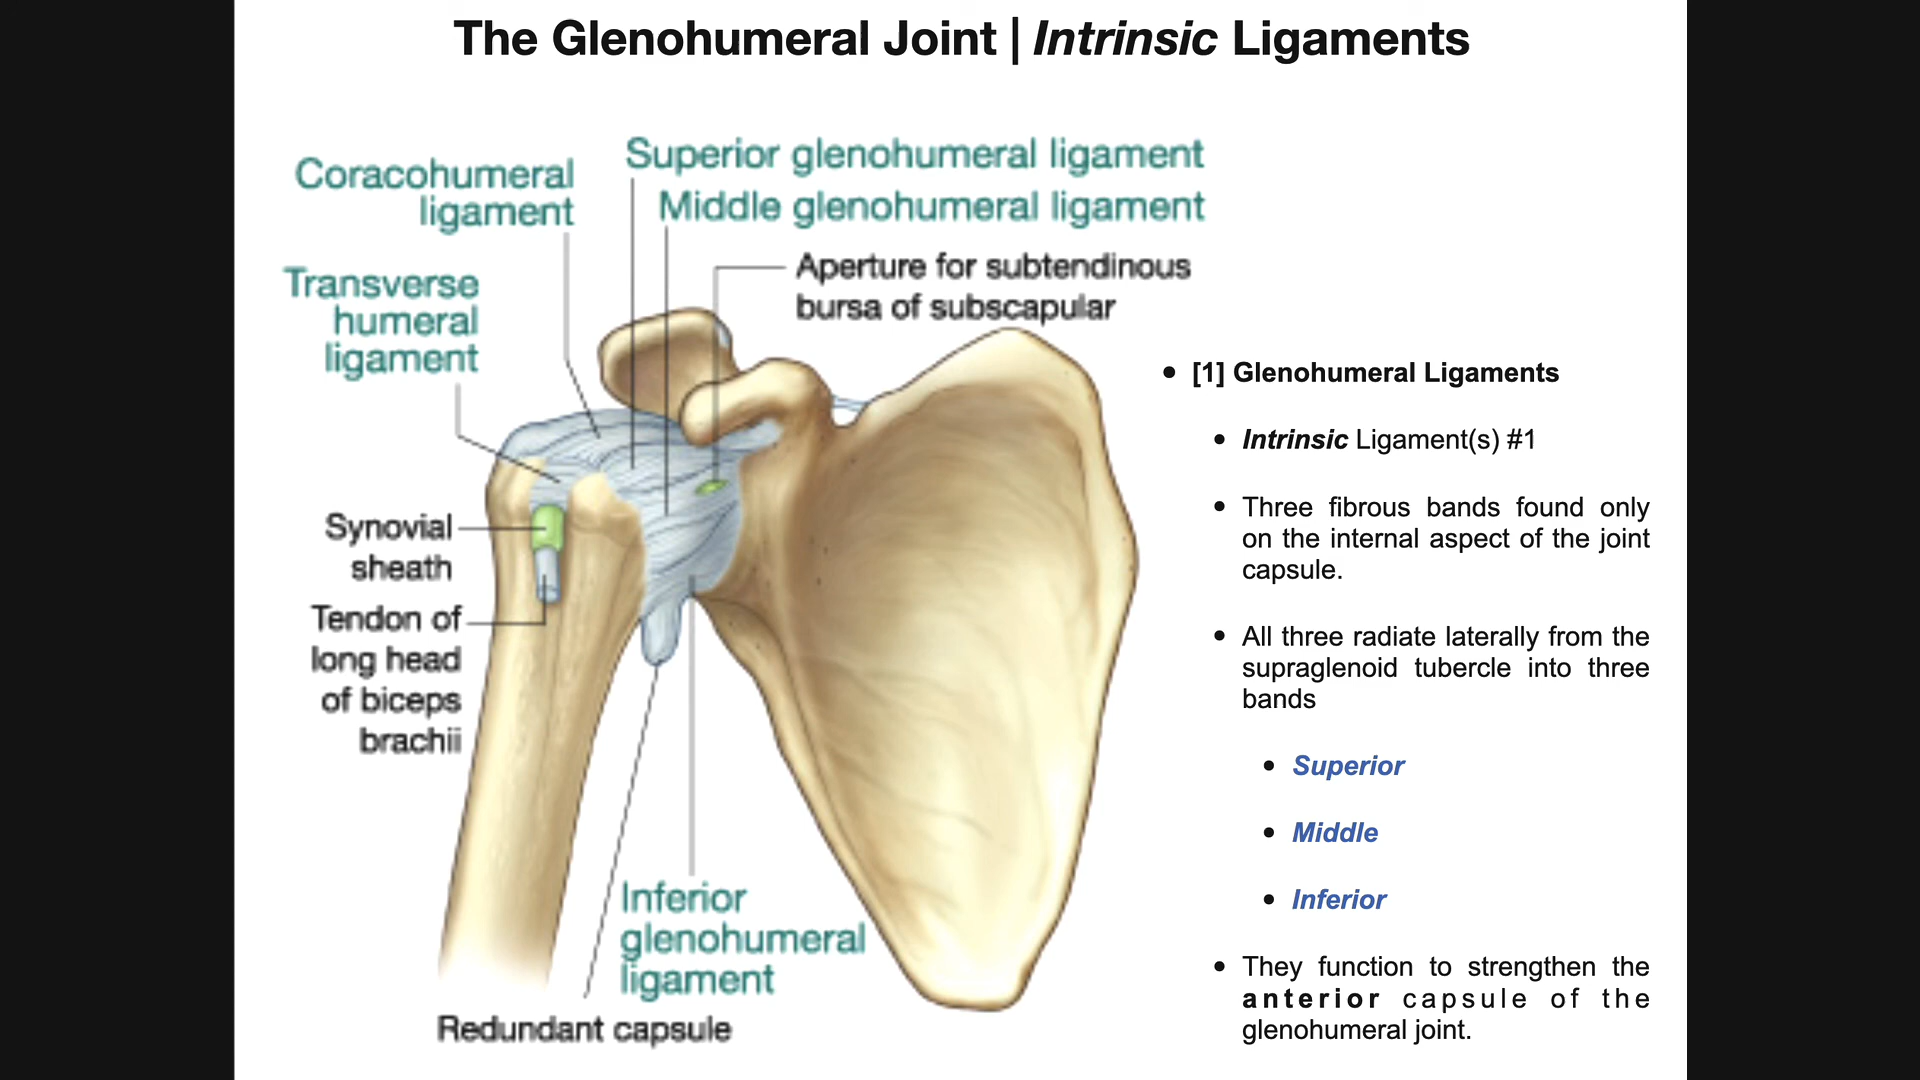 The Glenohumeral Joint | Intrinsic Ligaments
Coracohumeral
ligament
Superior glenohumeral ligament
Middle glenohumeral ligament
Aperture for subtendinous
bursa of subscapular
Transverse
humeral
ligament
Synovial
sheath
Tendon of
long head
of biceps
brachii
Inferior
glenohumeral
ligament
Redundant capsule
• [1] Glenohumeral Ligaments
• Intrinsic Ligament(s) #1
• Three fibrous bands found only
on the internal aspect of the joint
capsule.
• All three radiate laterally from the
supraglenoid tubercle into three
bands
• Superior
• Middle
• Inferior
• They function to strengthen the
anterior capsule of the
glenohumeral joint.